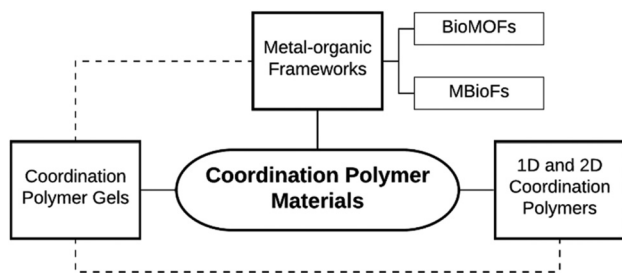 Metal-organic
Frameworks
BioMOFs
MBioFs
Coordination
Polymer Gels
Coordination Polymer
Materials
1D and 2D
Coordination
Polymers